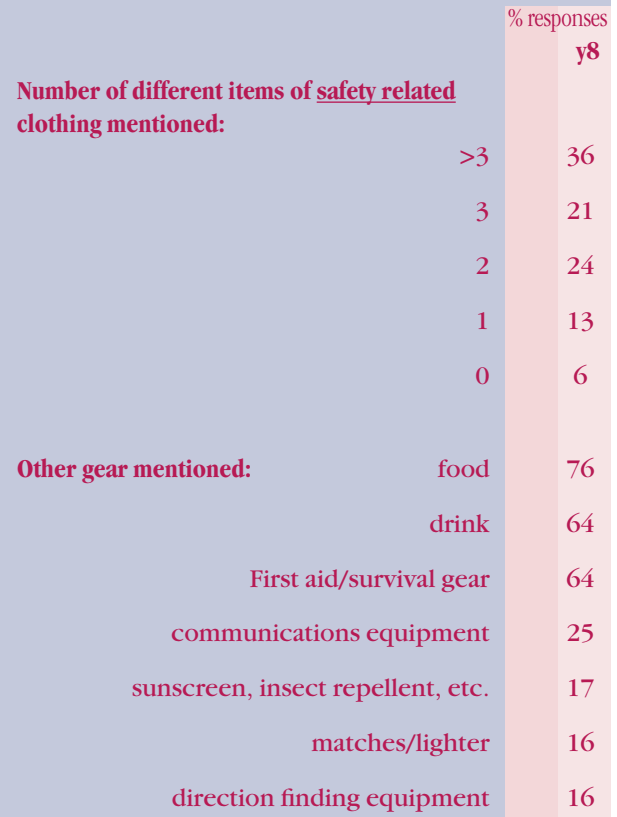 % responses
y8
Number of different items of safety related
clothing mentioned:
>3 36
3 21
2 24
1 13
0 6
Other gear mentioned: food 76
drink 64
First aid/survival gear 64
communications equipment 25
sunscreen, insect repellent, etc. 17
matches/lighter 16
direction finding equipment 16